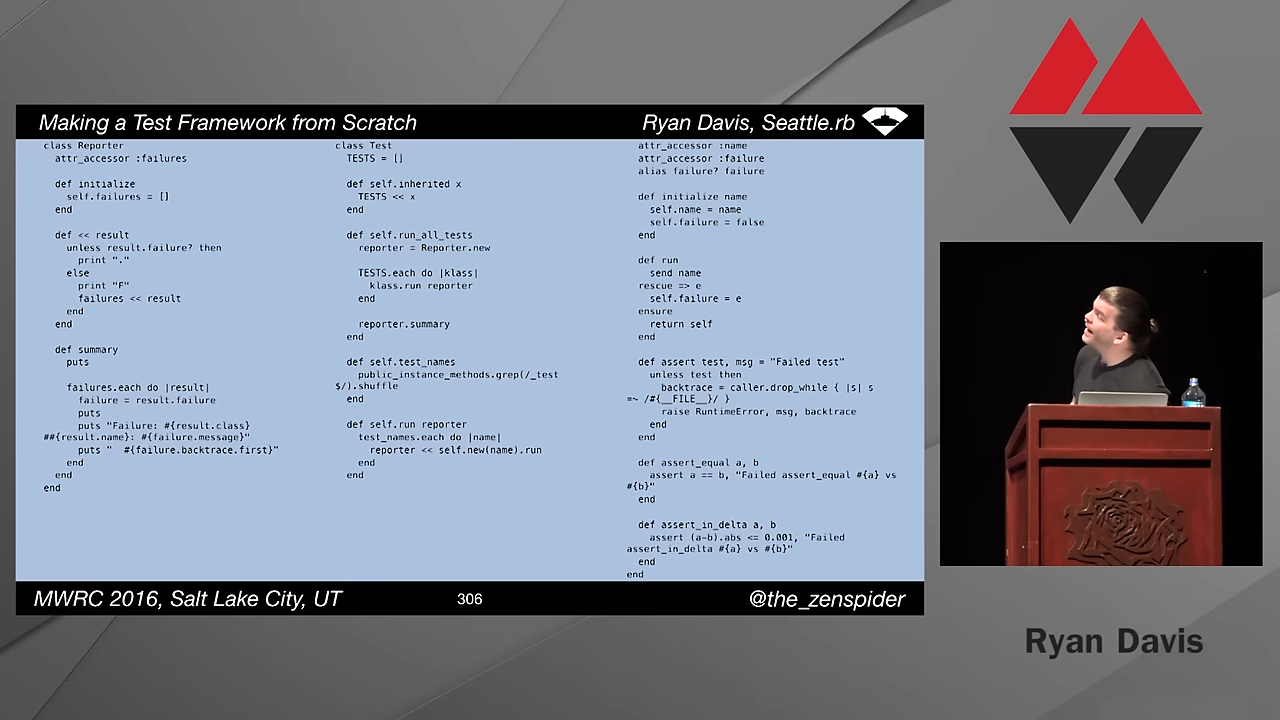 Making a Test Framework from Scratch
Ryan Davis, Seattle.rb
class Reporter
attr_accessor :failures
def initialize
self.failures = []
end
def << result
unless result.failure? then
print "."
else
print "F"
failures << result
end
end
def summary
puts
failures.each do |result|
failure = result.failure
puts
puts "Failure: #{result.class}
##{result.name}: #{failure.message}"
puts "  #{failure.backtrace.first}"
end
end
end
class Test
TESTS = []
def self.inherited x
TESTS << x
end
def self.run_all_tests
reporter = Reporter.new
TESTS.each do |klass|
klass.run reporter
end
reporter.summary
end
def self.test_names
public_instance_methods.grep(/_test
$/).shuffle
end
def self.run reporter
test_names.each do |name|
reporter << self.new(name).run
end
end
attr_accessor :name
attr_accessor :failure
alias failure? failure
def initialize name
self.name = name
self.failure = false
end
def run
send name
rescue => e
self.failure = e
ensure
return self
end
def assert test, msg = "Failed test"
unless test then
backtrace = caller.drop_while { |s| s
=~ /#{__FILE__}/ }
raise RuntimeError, msg, backtrace
end
end
def assert_equal a, b
assert a == b, "Failed assert_equal #{a} vs
#{b}"
end
def assert_in_delta a, b
assert (a-b).abs <= 0.001, "Failed
assert_in_delta #{a} vs #{b}"
end
end
MWRC 2016, Salt Lake City, UT
306
@the_zenspider
Ryan Davis